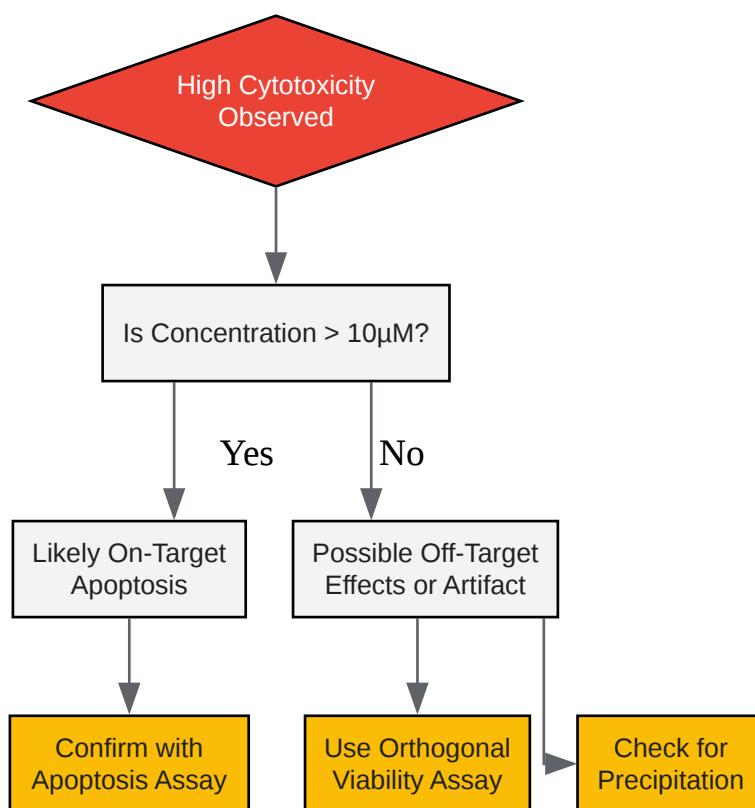 High Cytotoxicity
Observed
Is Concentration > 10µM?
Yes
No
Likely On-Target
Apoptosis
Possible Off-Target
Effects or Artifact
Confirm with
Apoptosis Assay
Use Orthogonal
Viability Assay
Check for
Precipitation